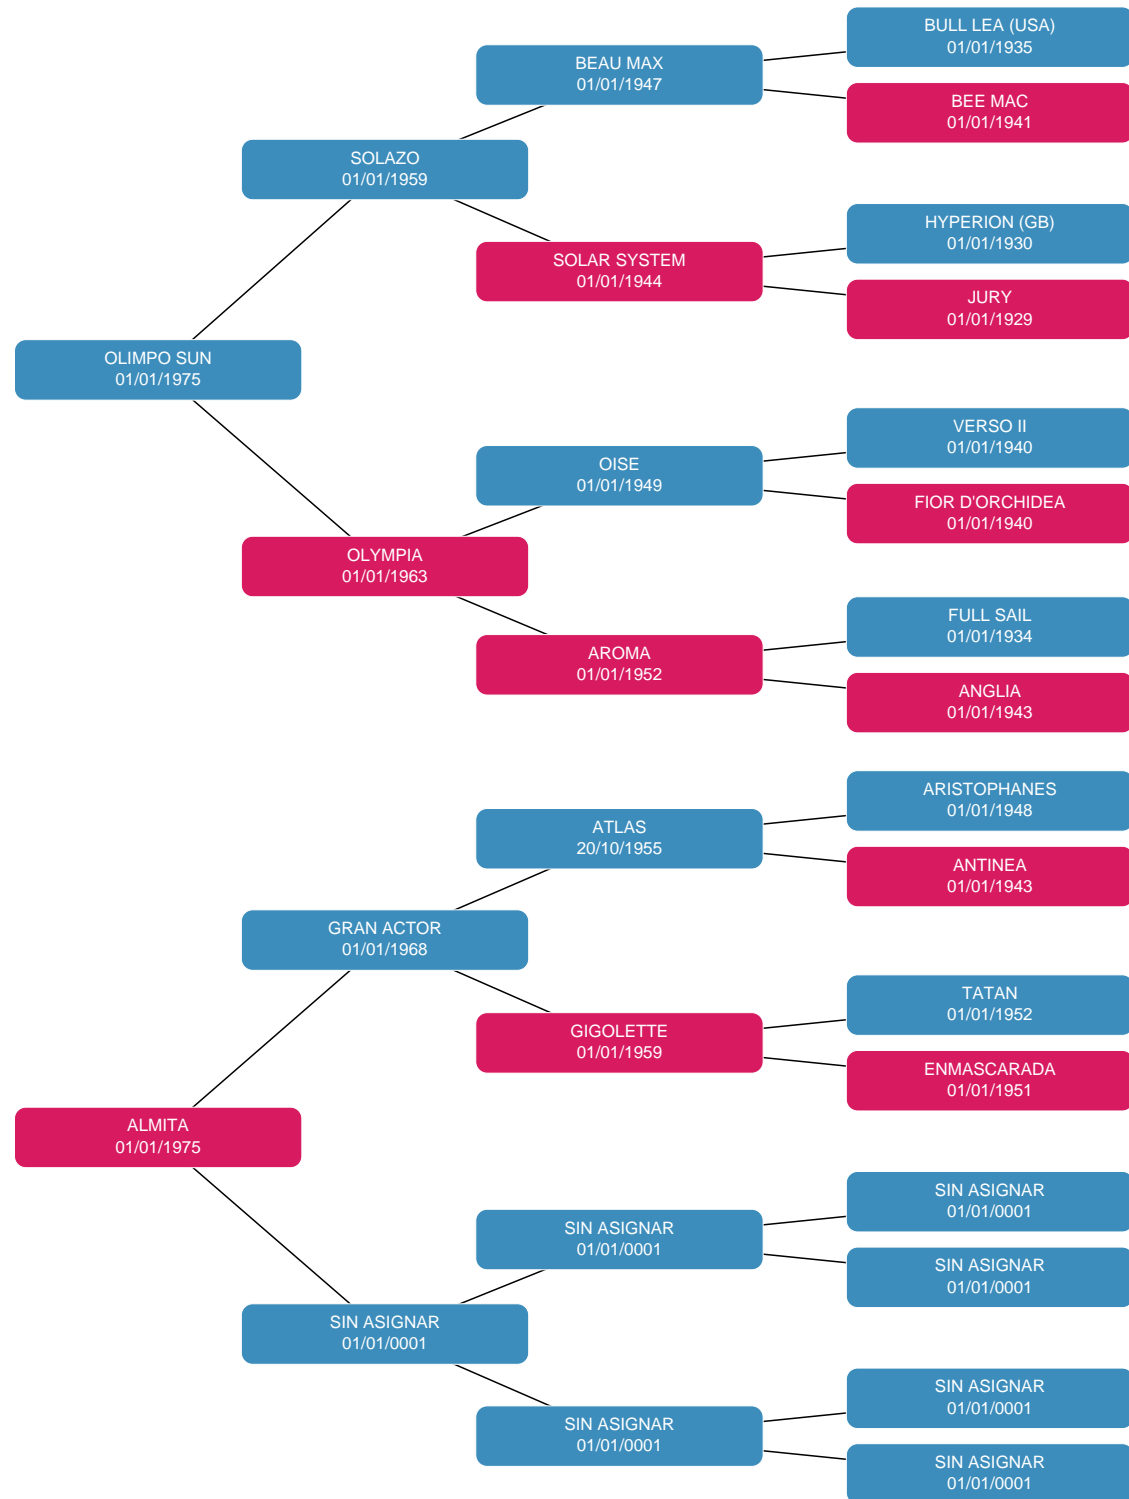 BULL LEA (USA)
01/01/1935
BEAU MAX
01/01/1947
BEE MAC
01/01/1941
SOLAZO
01/01/1959
HYPERION (GB)
01/01/1930
SOLAR SYSTEM
01/01/1944
JURY
01/01/1929
OLIMPO SUN
01/01/1975
VERSO II
01/01/1940
OISE
01/01/1949
FIOR D'ORCHIDEA
01/01/1940
OLYMPIA
01/01/1963
FULL SAIL
01/01/1934
AROMA
01/01/1952
ANGLIA
01/01/1943
ARISTOPHANES
01/01/1948
ATLAS
20/10/1955
ANTINEA
01/01/1943
GRAN ACTOR
01/01/1968
TATAN
01/01/1952
GIGOLETTE
01/01/1959
ENMASCARADA
01/01/1951
ALMITA
01/01/1975
SIN ASIGNAR
01/01/0001
SIN ASIGNAR
01/01/0001
SIN ASIGNAR
01/01/0001
SIN ASIGNAR
01/01/0001
SIN ASIGNAR
01/01/0001
SIN ASIGNAR
01/01/0001
SIN ASIGNAR
01/01/0001